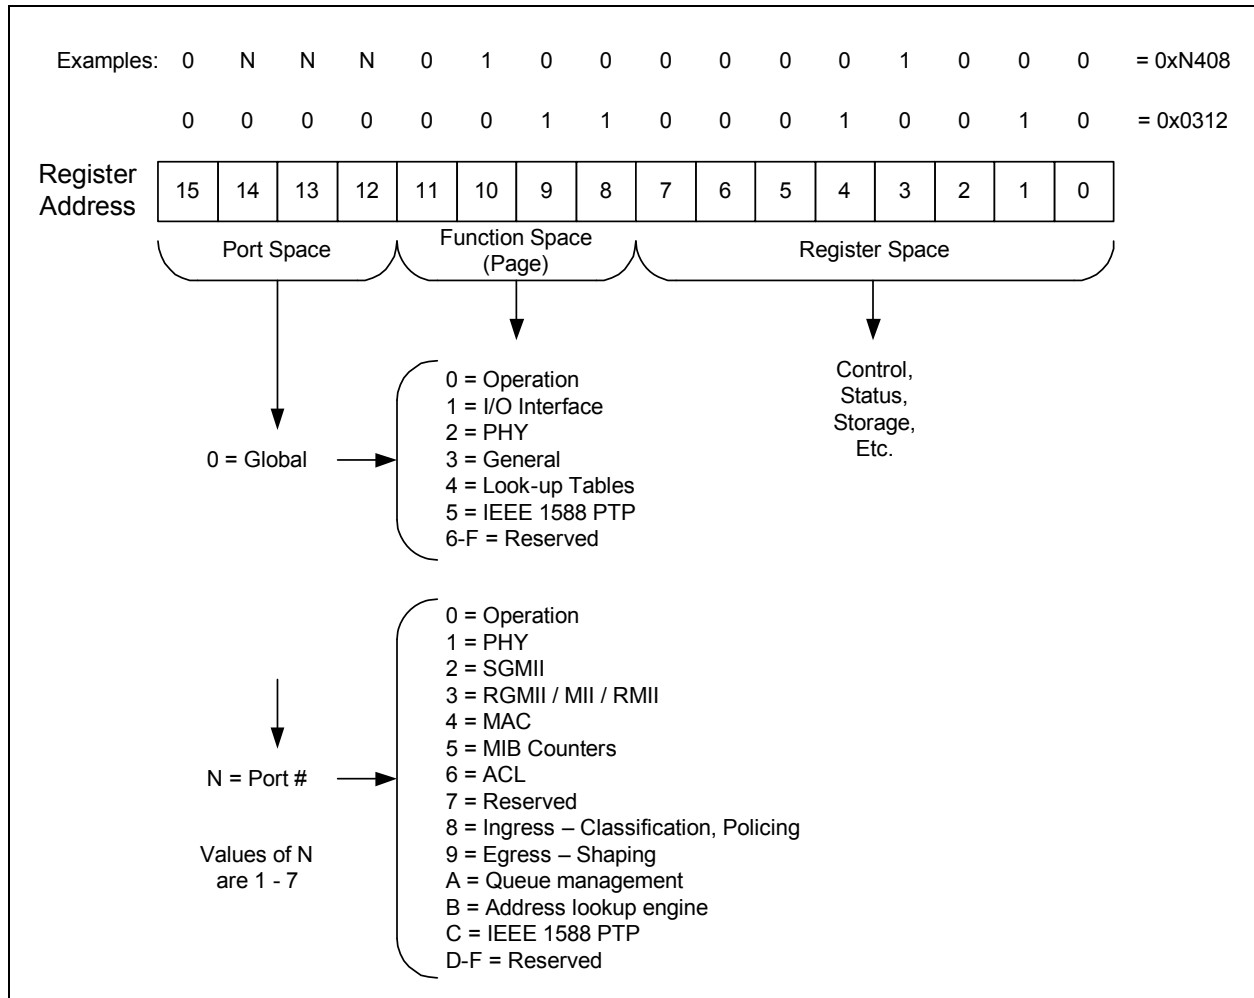 Examples: 0 N N N 0 1 0 0 0 0 0 0 1 0 0 0 = 0xN408
0 0 0 0 0 0 1 1 0 0 0 1 0 0 1 0 = 0x0312
Register
Address
15 14 13 12 11 10 9 8 7 6 5 4 3 2 1 0
Port Space
Function Space
(Page)
Register Space
Control,
Status,
Storage,
Etc.
0 = Global
0 = Operation
1 = I/O Interface
2 = PHY
3 = General
4 = Look-up Tables
5 = IEEE 1588 PTP
6-F = Reserved
N = Port #
Values of N
are 1 - 7
0 = Operation
1 = PHY
2 = SGMII
3 = RGMII / MII / RMII
4 = MAC
5 = MIB Counters
6 = ACL
7 = Reserved
8 = Ingress – Classification, Policing
9 = Egress – Shaping
A = Queue management
B = Address lookup engine
C = IEEE 1588 PTP
D-F = Reserved